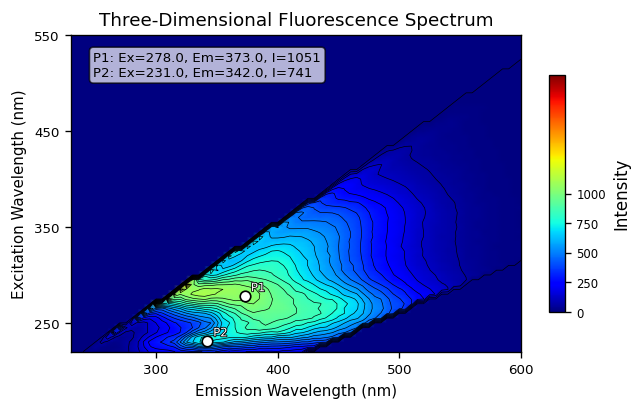 Three-Dimensional Fluorescence Spectrum
P1: Ex=278.0, Em=373.0, I=1051
P2: Ex=231.0, Em=342.0, I=741
550
450
350
250
Excitation Wavelength (nm)
P1
P2
300
400
500
600
Emission Wavelength (nm)
1000
750
500
250
0
Intensity